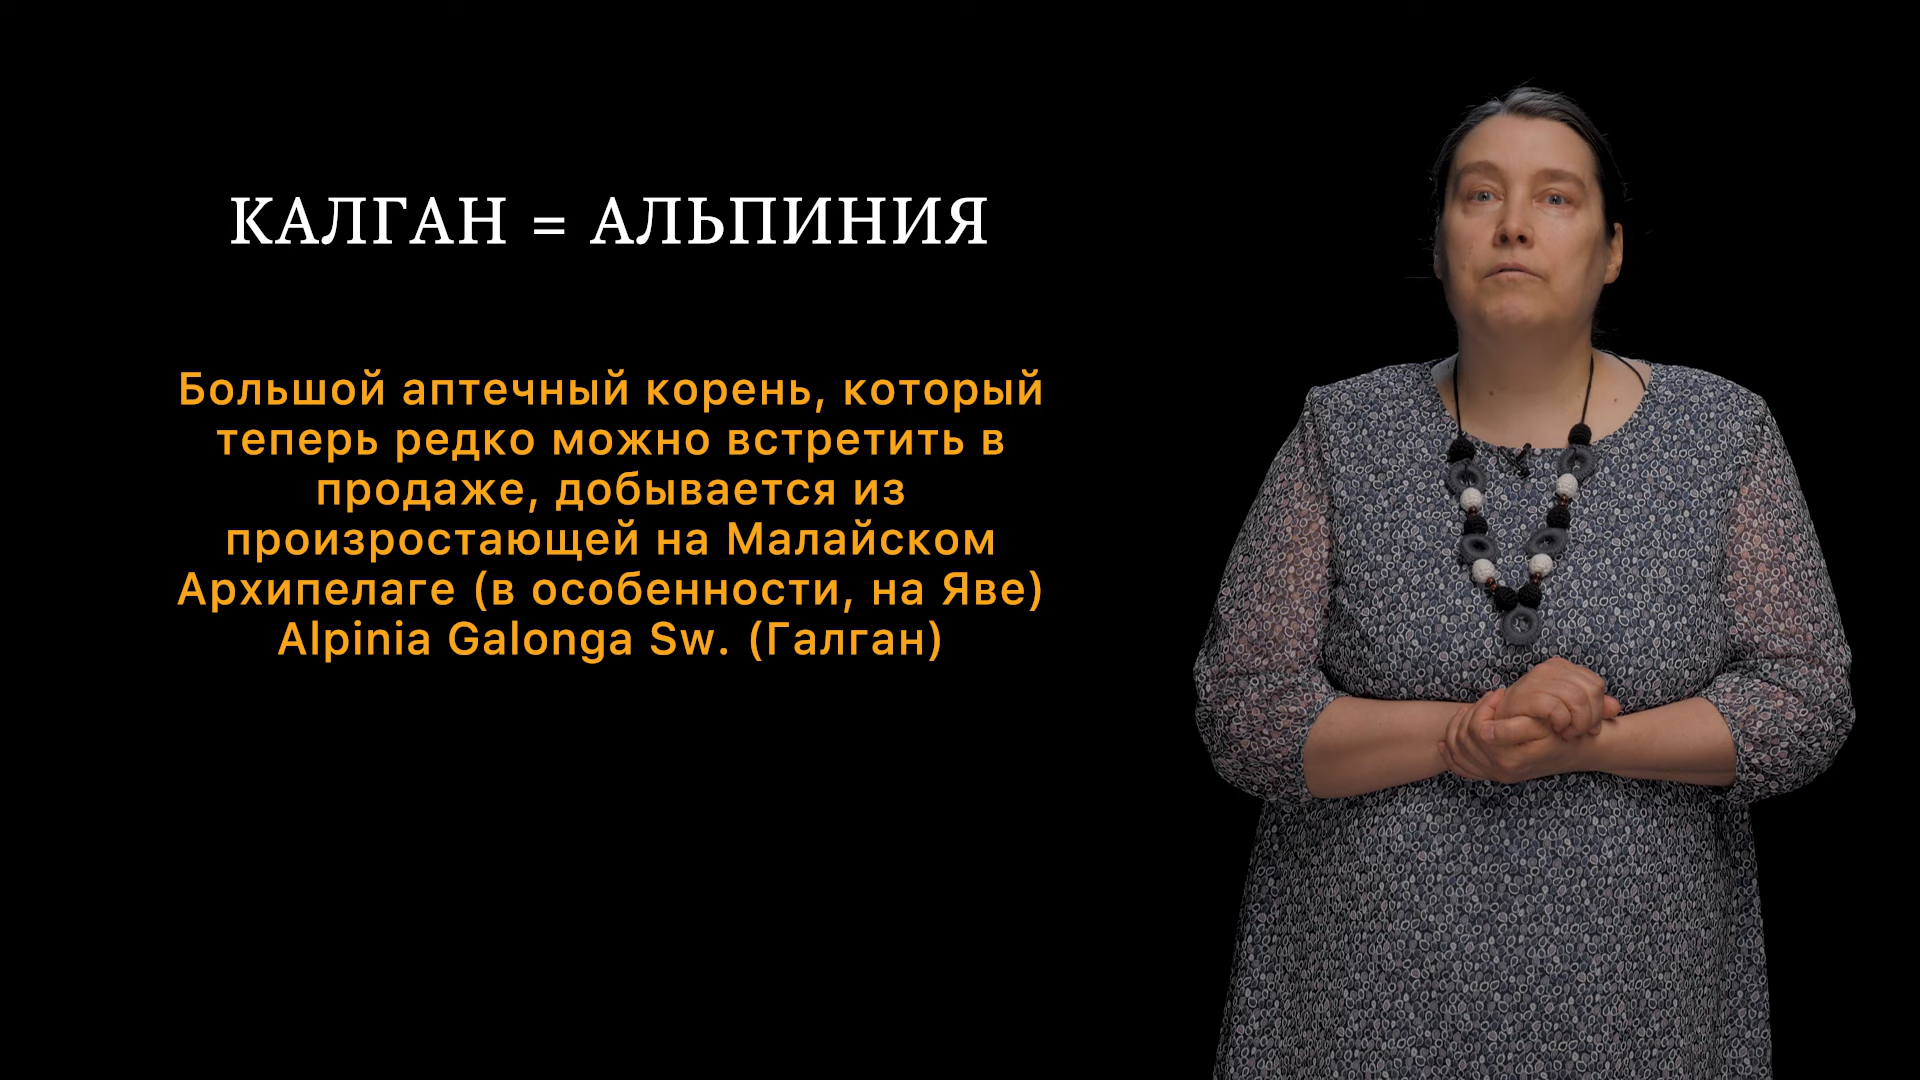 КАЛГАН = АЛЬПИНИЯ
Большой аптечный корень, который
теперь редко можно встретить в
продаже, добывается из
произростающей на Малайском
Архипелаге (в особенности, на Яве)
Alpinia Galonga Sw. (Галган)